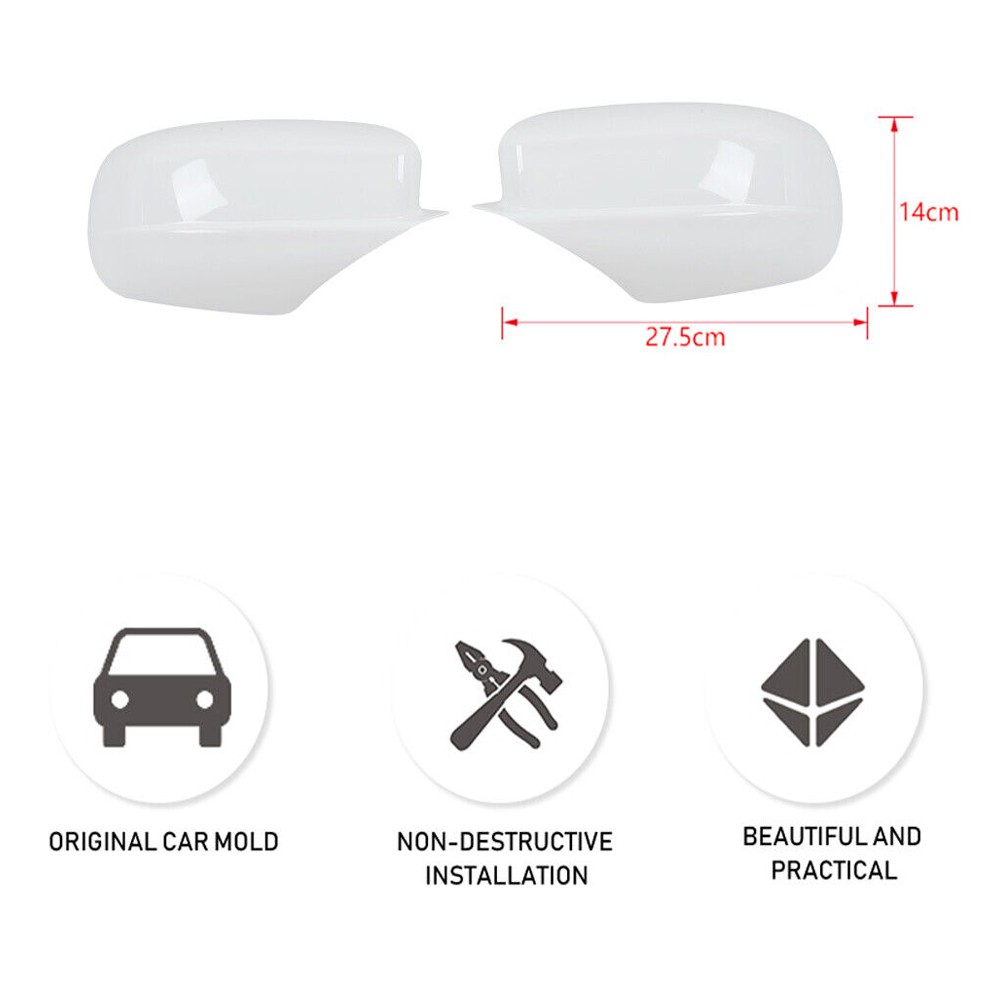 14cm
27.5cm
ORIGINAL CAR MOLD
NON-DESTRUCTIVE
INSTALLATION
BEAUTIFUL AND
PRACTICAL